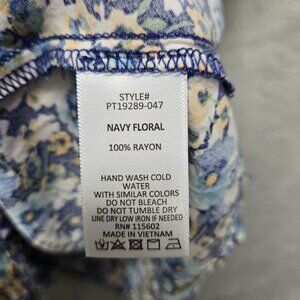 STYLE#
PT19289-047
NAVY FLORAL
100% RAYON
HAND WASH COLD
WATER
WITH SIMILAR COLORS
DO NOT BLEACH
DO NOT TUMBLE DRY
LINE DRY LOW IRON IF NEEDED
RN# 115602
MADE IN VIETNAM